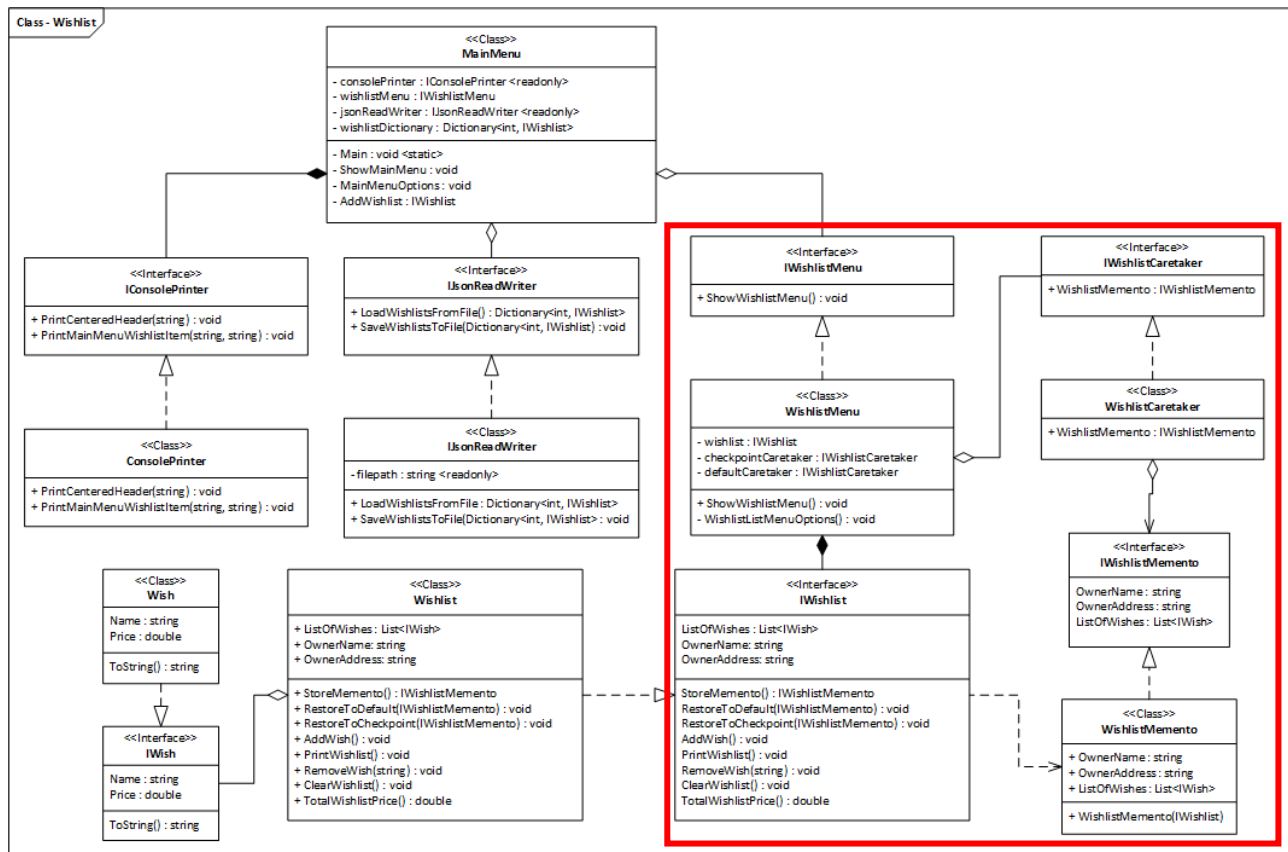 Class - Wishlist
<<Class>>
MainMenu
- consolePrinter : IConsolePrinter <readonly>
- wishlistMenu : IWishlistMenu
- jsonReadWriter : IJsonReadWriter <readonly>
- wishlistDictionary : Dictionary<int, IWishlist>
- Main : void <static>
- ShowMainMenu : void
- MainMenuOptions : void
- AddWishlist : IWishlist
<<Interface>>
IConsolePrinter
+ PrintCenteredHeader(string) : void
+ PrintMainMenuWishlistItem(string, string) : void
<<Interface>>
IJsonReadWriter
+ LoadWishlistsFromFile() : Dictionary<int, IWishlist>
+ SaveWishlistsToFile(Dictionary<int, IWishlist) : void
<<Interface>>
IWishlistMenu
+ ShowWishlistMenu() : void
<<Interface>>
IWishlistCaretaker
+ WishlistMemento : IWishlistMemento
<<Class>>
ConsolePrinter
+ PrintCenteredHeader(string) : void
+ PrintMainMenuWishlistItem(string, string) : void
<<Class>>
IJsonReadWriter
- filepath : string <readonly>
+ LoadWishlistsFromFile : Dictionary<int, IWishlist>
+ SaveWishlistsToFile(Dictionary<int, IWishlist> : void
<<Class>>
WishlistMenu
- wishlist : IWishlist
- checkpointCaretaker : IWishlistCaretaker
- defaultCaretaker : IWishlistCaretaker
+ ShowWishlistMenu() : void
- WishlistListMenuOptions() : void
<<Class>>
WishlistCaretaker
+ WishlistMemento : IWishlistMemento
<<Class>>
Wish
Name : string
Price : double
ToString() : string
<<Interface>>
IWish
Name : string
Price : double
ToString() : string
<<Class>>
Wishlist
+ ListOfWishes : List<IWish>
+ OwnerName: string
+ OwnerAddress: string
+ StoreMemento() : IWishlistMemento
+ RestoreToDefault(IWishlistMemento) : void
+ RestoreToCheckpoint(IWishlistMemento) : void
+ AddWish() : void
+ PrintWishlist() : void
+ RemoveWish(string) : void
+ ClearWishlist() : void
+ TotalWishlistPrice() : double
<<Interface>>
IWishlist
ListOfWishes : List<IWish>
OwnerName: string
OwnerAddress: string
StoreMemento() : IWishlistMemento
RestoreToDefault(IWishlistMemento) : void
RestoreToCheckpoint(IWishlistMemento) : void
AddWish() : void
PrintWishlist() : void
RemoveWish(string) : void
ClearWishlist() : void
TotalWishlistPrice() : double
<<Interface>>
IWishlistMemento
OwnerName : string
OwnerAddress : string
ListOfWishes : List<IWish>
<<Class>>
WishlistMemento
+ OwnerName : string
+ OwnerAddress : string
+ ListOfWishes : List<IWish>
+ WishlistMemento(IWishlist)